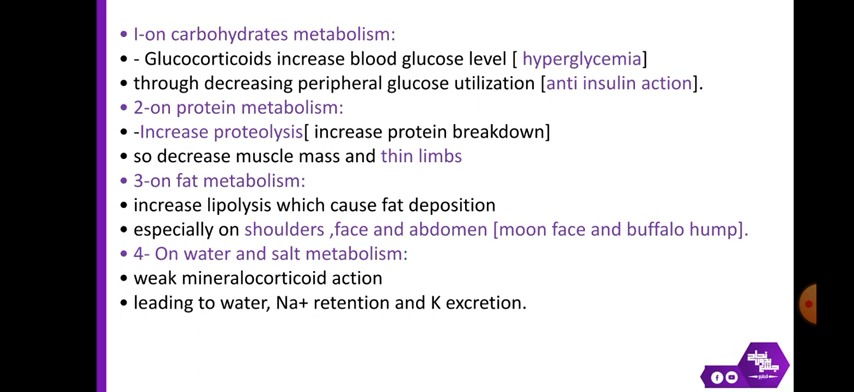 • I-on carbohydrates metabolism:
• - Glucocorticoids increase blood glucose level [ hyperglycemia]
• through decreasing peripheral glucose utilization [anti insulin action].
• 2-on protein metabolism:
• -Increase proteolysis[ increase protein breakdown]
• so decrease muscle mass and thin limbs
• 3-on fat metabolism:
• increase lipolysis which cause fat deposition
• especially on shoulders ,face and abdomen [moon face and buffalo hump].
• 4- On water and salt metabolism:
• weak mineralocorticoid action
• leading to water, Na+ retention and K excretion.